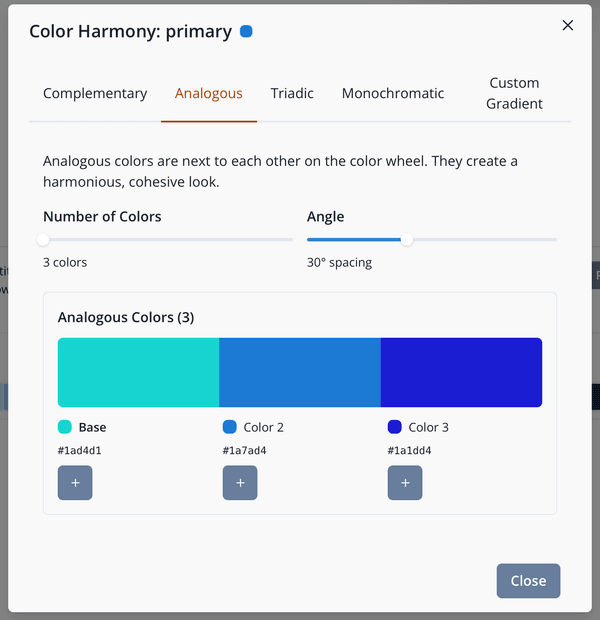 Color Harmony: primary
Complementary
Analogous
Triadic
Monochromatic
Custom
Gradient
Analogous colors are next to each other on the color wheel. They create a
harmonious, cohesive look.
Number of Colors
Angle
3 colors
30° spacing
Analogous Colors (3)
Base
Color 2
Color 3
#1ad4d1
#1a7ad4
#1a1dd4
+
+
+
Close